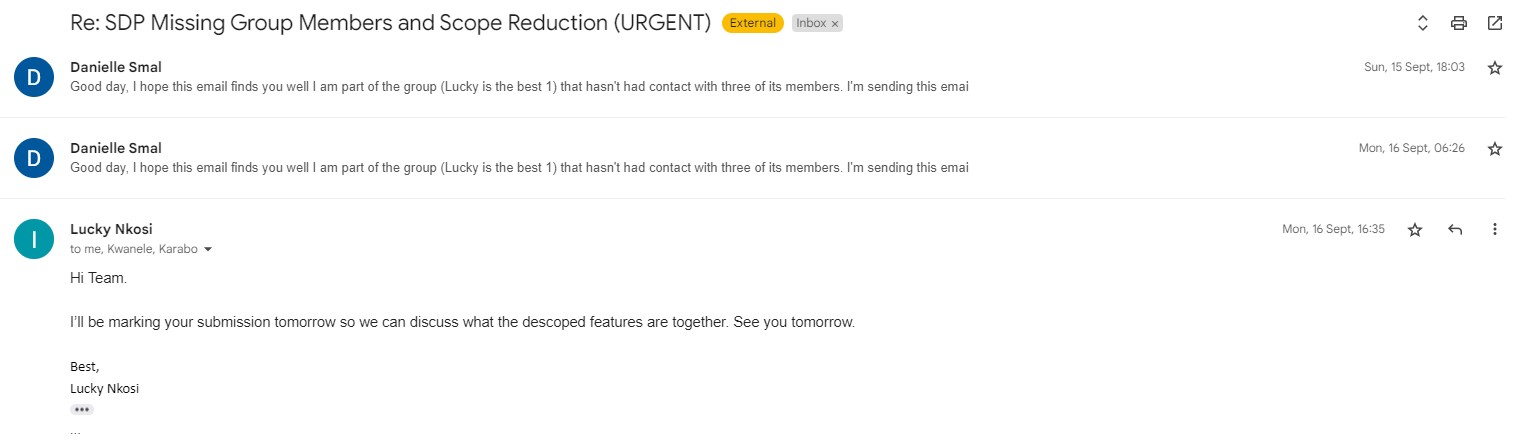 Re: SDP Missing Group Members and Scope Reduction (URGENT) External Inbox ×
D
Danielle Smal Sun, 15 Sept, 18:03
Good day, I hope this email finds you well I am part of the group (Lucky is the best 1) that hasn't had contact with three of its members. I'm sending this emai
D
Danielle Smal Mon, 16 Sept, 06:26
Good day, I hope this email finds you well I am part of the group (Lucky is the best 1) that hasn't had contact with three of its members. I'm sending this emai
l
Lucky Nkosi Mon, 16 Sept, 16:35
to me, Kwanele, Karabo
Hi Team.
I’ll be marking your submission tomorrow so we can discuss what the descoped features are together. See you tomorrow.
Best,
Lucky Nkosi
...